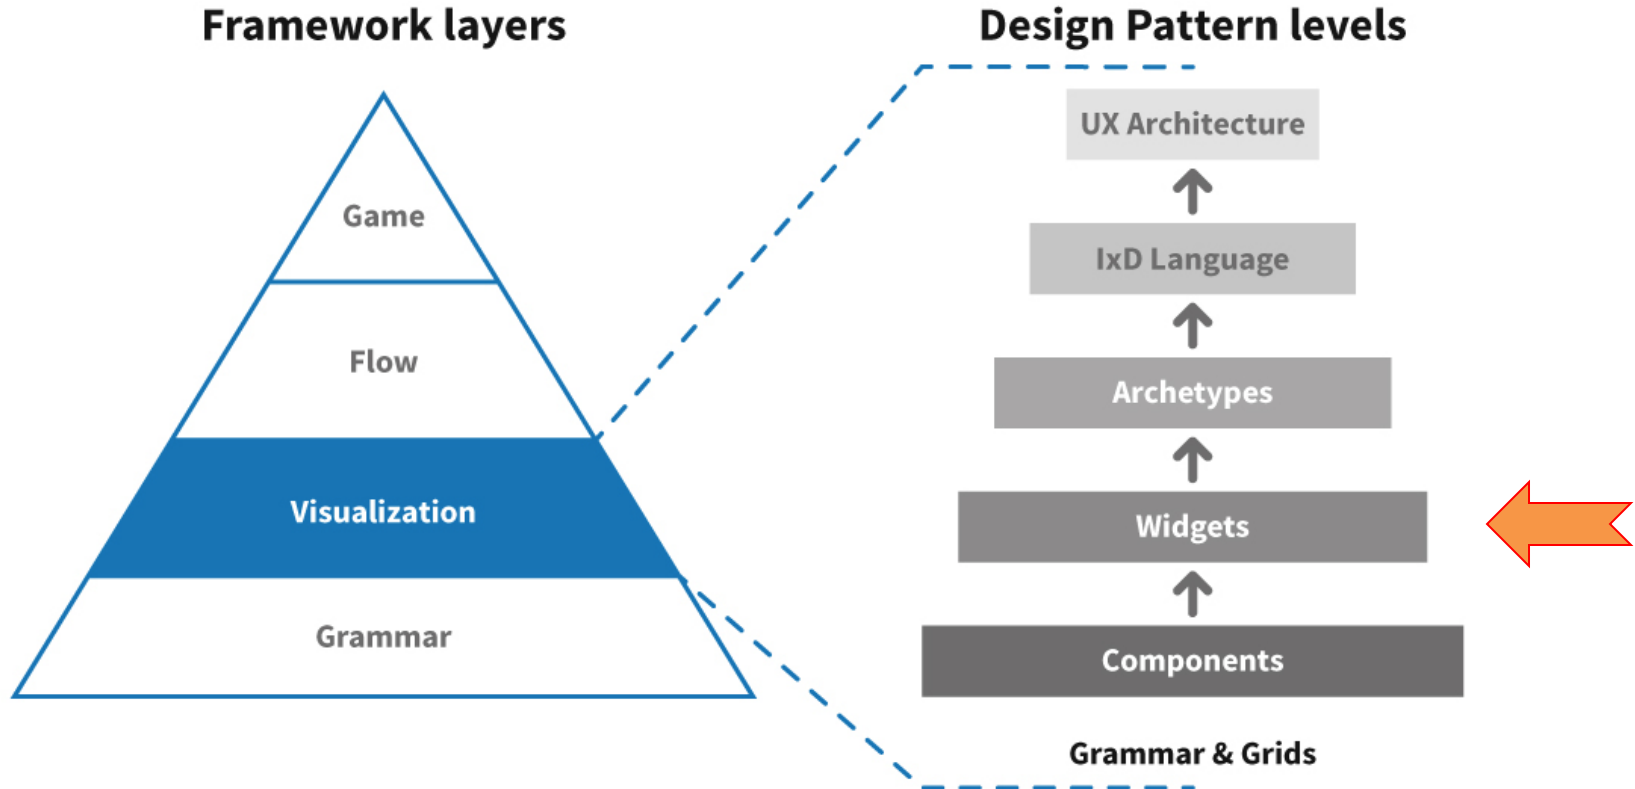 Framework layers
Game
Flow
Visualization
Grammar
Design Pattern levels
UX Architecture
IxD Language
Archetypes
Widgets
Components
Grammar & Grids